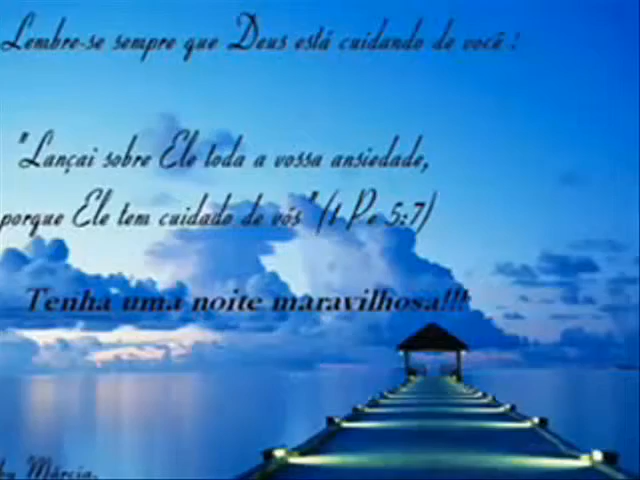 Lembre-se sempre que Deus está cuidando de você !
"Lançai sobre Ele toda a vossa ansiedade,
porque Ele tem cuidado de vós" (1 Pe 5:7)
Tenha uma noite maravilhosa!!!
by Márcia.